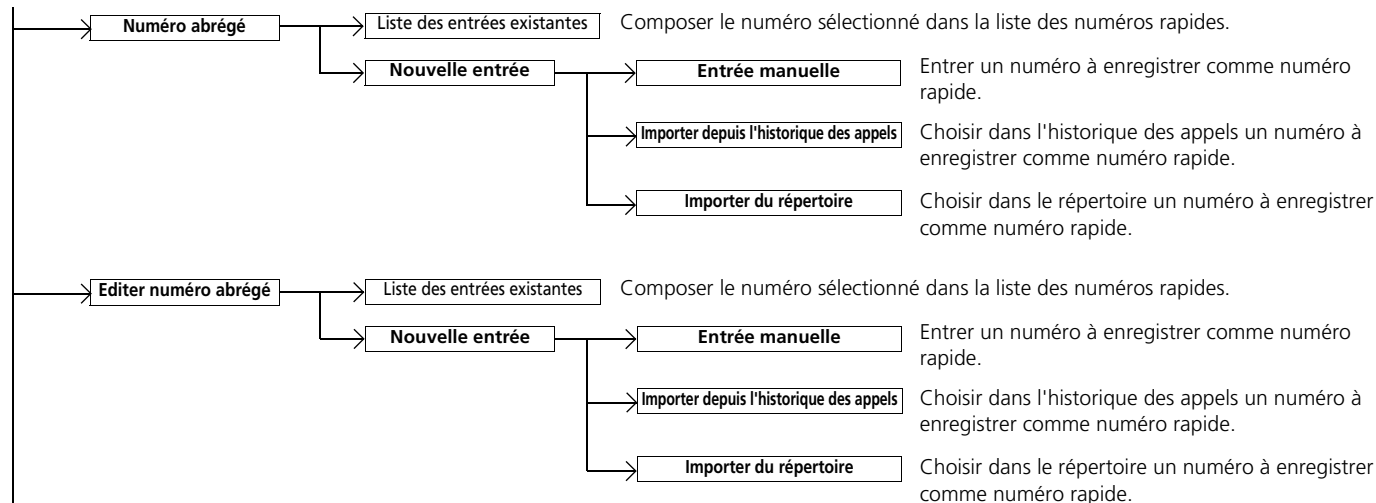 Numéro abrégé
Liste des entrées existantes
Composer le numéro sélectionné dans la liste des numéros rapides.
Nouvelle entrée
Entrée manuelle
Entrer un numéro à enregistrer comme numéro
rapide.
Importer depuis l'historique des appels
Choisir dans l'historique des appels un numéro à
enregistrer comme numéro rapide.
Importer du répertoire
Choisir dans le répertoire un numéro à enregistrer
comme numéro rapide.
Editer numéro abrégé
Liste des entrées existantes
Composer le numéro sélectionné dans la liste des numéros rapides.
Nouvelle entrée
Entrée manuelle
Entrer un numéro à enregistrer comme numéro
rapide.
Importer depuis l'historique des appels
Choisir dans l'historique des appels un numéro à
enregistrer comme numéro rapide.
Importer du répertoire
Choisir dans le répertoire un numéro à enregistrer
comme numéro rapide.